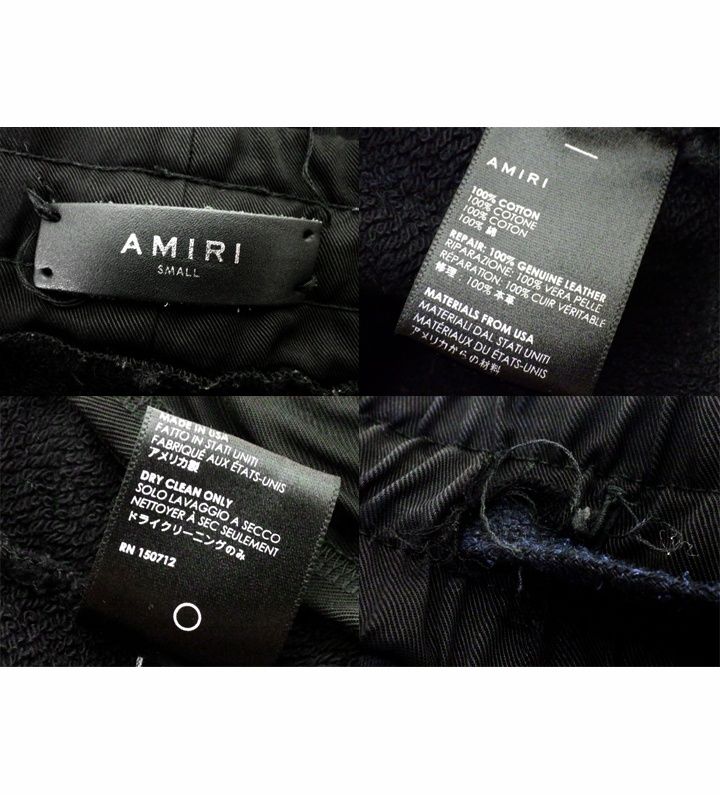 AMIRI
SMALL
AMIRI
100% COTTON
100% COTONE
100% COTON
100% 綿
REPAIR: 100% GENUINE LEATHER
RIPARAZIONE: 100% VERA PELLE
RÉPARATION: 100% CUIR VÉRITABLE
修理：100% 本革
MATERIALS FROM USA
MATERIALI DAL STATI UNITI
MATÉRIAUX DU ÉTATS-UNIS
アメリカからの材料
MADE IN USA
FATTO IN STATI UNITI
FABRIQUÉ AUX ÉTATS-UNIS
アメリカ製
DRY CLEAN ONLY
SOLO LAVAGGIO A SECCO
NETTOYER À SEC SEULEMENT
ドライクリーニングのみ
RN 150712